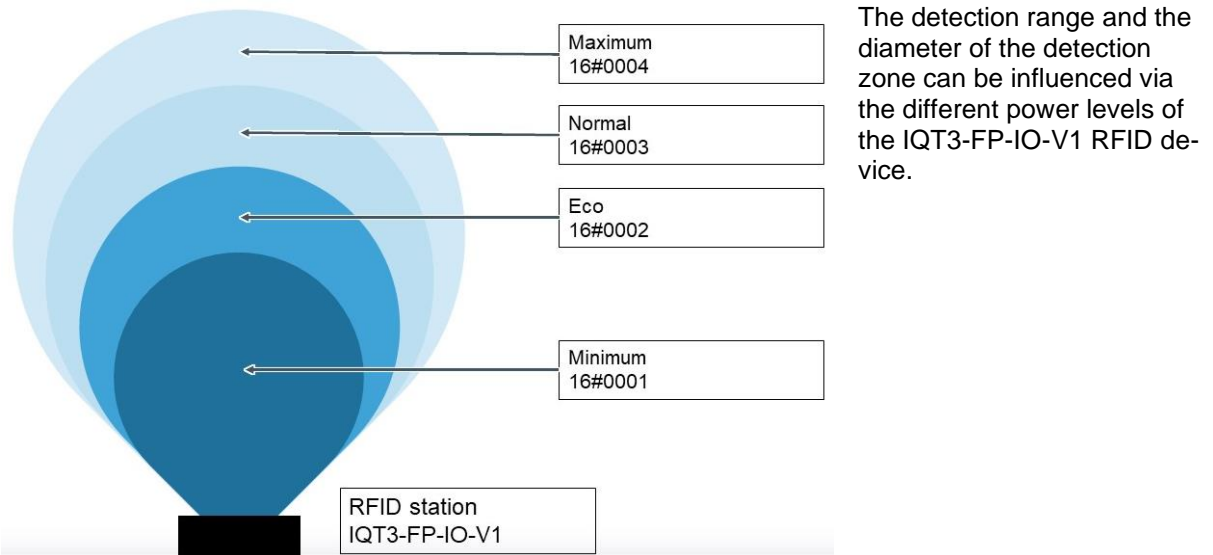 Maximum
16#0004
Normal
16#0003
Eco
16#0002
Minimum
16#0001
RFID station
IQT3-FP-IO-V1
The detection range and the
diameter of the detection
zone can be influenced via
the different power levels of
the IQT3-FP-IO-V1 RFID de-
vice.